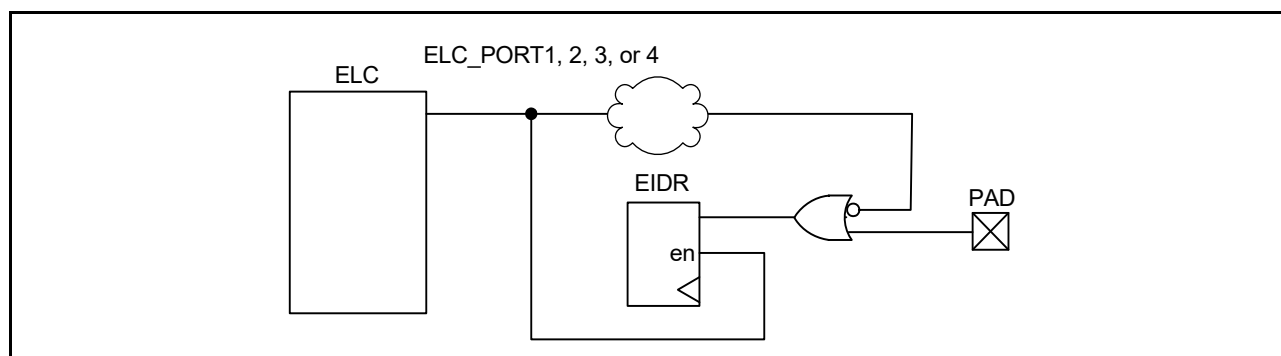 ELC_PORT1, 2, 3, or 4
ELC
EIDR
PAD
en